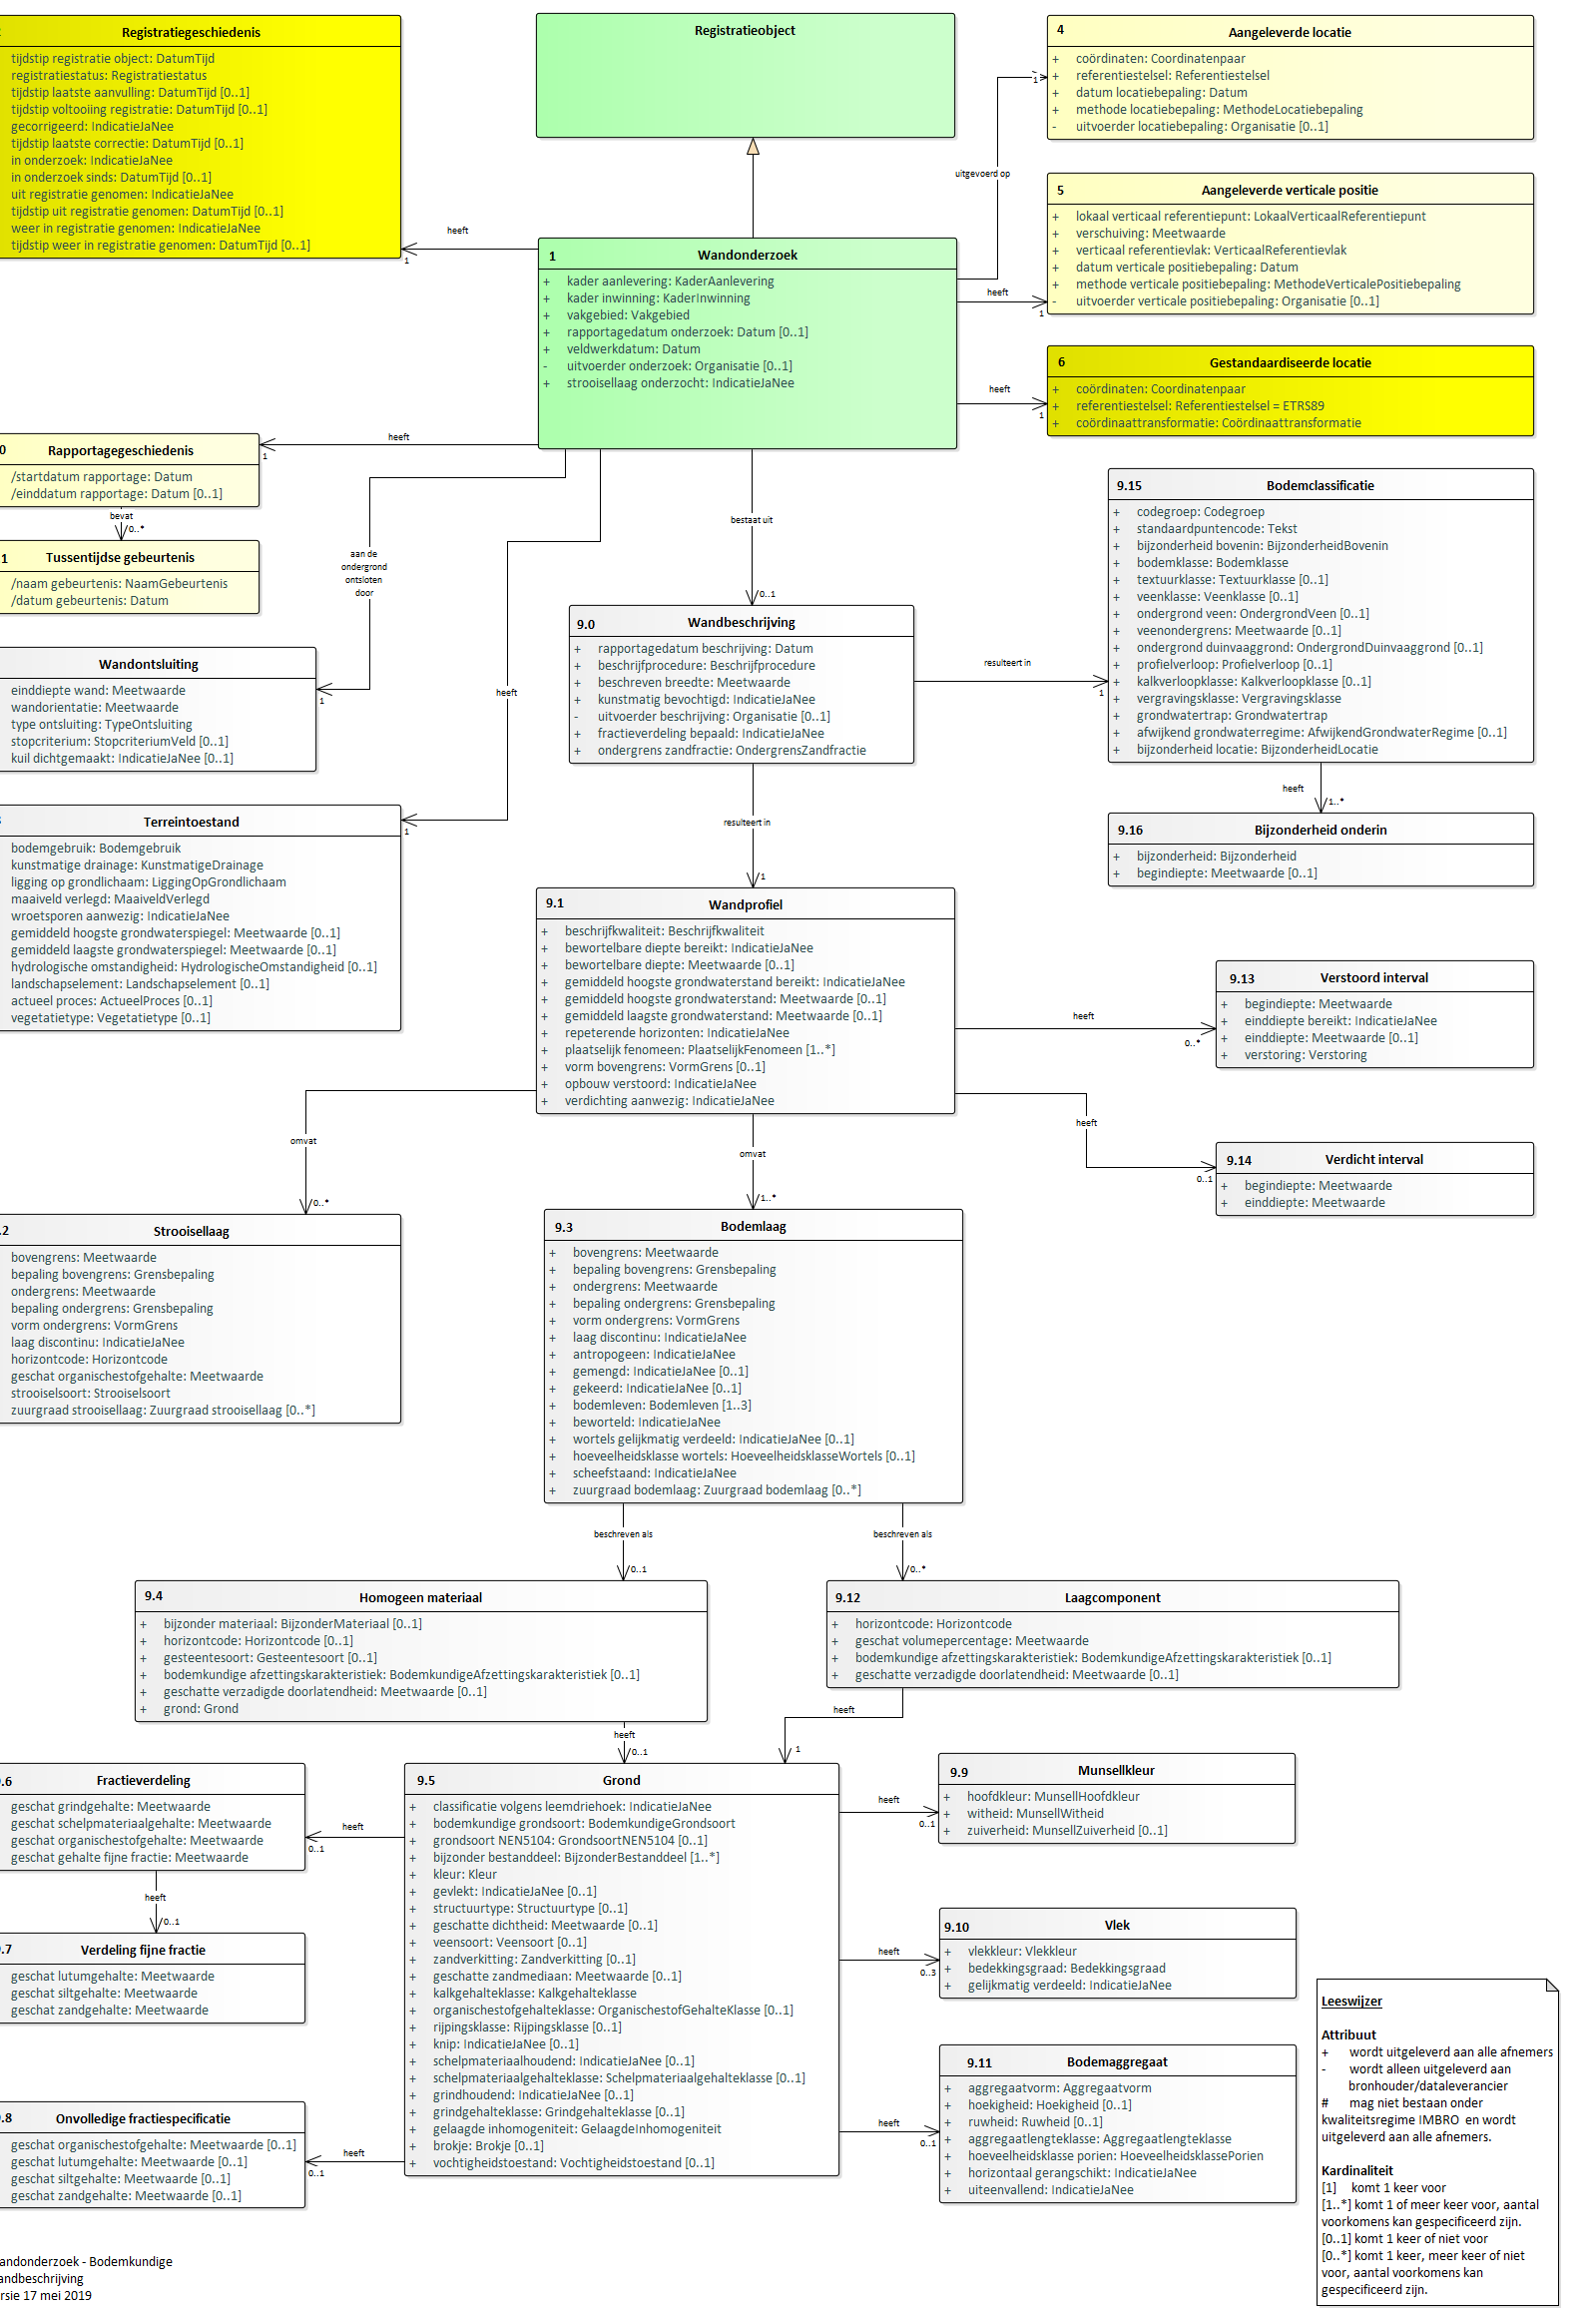 Registratiegeschiedenis
tijdstip registratie object: DatumTijd
registratiestatus: Registratiestatus
tijdstip laatste aanvulling: DatumTijd [0..1]
tijdstip voltooiing registratie: DatumTijd [0..1]
gecorrigeerd: IndicatieJaNee
tijdstip laatste correctie: DatumTijd [0..1]
in onderzoek: IndicatieJaNee
in onderzoek sinds: DatumTijd [0..1]
uit registratie genomen: IndicatieJaNee
tijdstip uit registratie genomen: DatumTijd [0..1]
weer in registratie genomen: IndicatieJaNee
tijdstip weer in registratie genomen: DatumTijd [0..1]
Registratieobject
4 Aangeleverde locatie
+ coördinaten: Coordinatenpaar
+ referentiestelsel: Referentiestelsel
+ datum locatiebepaling: Datum
+ methode locatiebepaling: MethodeLocatiebepaling
- uitvoerder locatiebepaling: Organisatie [0..1]
1
uitgevoerd op
5 Aangeleverde verticale positie
+ lokaal verticaal referentiepunt: LokaalVerticaalReferentiepunt
+ verschuiving: Meetwaarde
+ verticaal referentievlak: VerticaalReferentievlak
+ datum verticale positiebepaling: Datum
+ methode verticale positiebepaling: MethodeVerticalePositiebepaling
- uitvoerder verticale positiebepaling: Organisatie [0..1]
heeft
1
1 Wandonderzoek
+ kader aanlevering: KaderAanlevering
+ kader inwinning: KaderInwinning
+ vakgebied: Vakgebied
+ rapportagedatum onderzoek: Datum [0..1]
+ veldwerkdatum: Datum
- uitvoerder onderzoek: Organisatie [0..1]
+ strooisellaag onderzocht: IndicatieJaNee
heeft
1
6 Gestandaardiseerde locatie
+ coördinaten: Coordinatenpaar
+ referentiestelsel: Referentiestelsel = ETRS89
+ coördinaattransformatie: Coördinaattransformatie
heeft
1
heeft
1
0 Rapportagegeschiedenis
/startdatum rapportage: Datum
/einddatum rapportage: Datum [0..1]
bevat
0..*
1 Tussentijdse gebeurtenis
/naam gebeurtenis: NaamGebeurtenis
/datum gebeurtenis: Datum
aan de
ondergrond
ontsloten
door
1
Wandontsluiting
einddiepte wand: Meetwaarde
wandorientatie: Meetwaarde
type ontsluiting: TypeOntsluiting
stopcriterium: StopcriteriumVeld [0..1]
kuil dichtgemaakt: IndicatieJaNee [0..1]
heeft
1
Terreintoestand
bodemgebruik: Bodemgebruik
kunstmatige drainage: KunstmatigeDrainage
ligging op grondlichaam: LiggingOpGrondlichaam
maaiveld verlegd: MaaiveldVerlegd
wroetsporen aanwezig: IndicatieJaNee
gemiddeld hoogste grondwaterspiegel: Meetwaarde [0..1]
gemiddeld laagste grondwaterspiegel: Meetwaarde [0..1]
hydrologische omstandigheid: HydrologischeOmstandigheid [0..1]
landschapselement: Landschapselement [0..1]
actueel proces: ActueelProces [0..1]
vegetatietype: Vegetatietype [0..1]
bestaat uit
0..1
9.0 Wandbeschrijving
+ rapportagedatum beschrijving: Datum
+ beschrijfprocedure: Beschrijfprocedure
+ beschreven breedte: Meetwaarde
+ kunstmatig bevochtigd: IndicatieJaNee
- uitvoerder beschrijving: Organisatie [0..1]
+ fractieverdeling bepaald: IndicatieJaNee
+ ondergrens zandfractie: OndergrensZandfractie
resulteert in
1
9.15 Bodemclassificatie
+ codegroep: Codegroep
+ standaardpuntencode: Tekst
+ bijzonderheid bovenin: BijzonderheidBovenin
+ bodemklasse: Bodemklasse
+ textuurklasse: Textuurklasse [0..1]
+ veenklasse: Veenklasse [0..1]
+ ondergrond veen: OndergrondVeen [0..1]
+ veenondergrens: Meetwaarde [0..1]
+ ondergrond duinvaaggrond: OndergrondDuinvaaggrond [0..1]
+ profielverloop: Profielverloop [0..1]
+ kalkverloopklasse: Kalkverloopklasse [0..1]
+ vergravingsklasse: Vergravingsklasse
+ grondwatertrap: Grondwatertrap
+ afwijkend grondwaterregime: AfwijkendGrondwaterRegime [0..1]
+ bijzonderheid locatie: BijzonderheidLocatie
heeft
1..*
9.16 Bijzonderheid onderin
+ bijzonderheid: Bijzonderheid
+ begindiepte: Meetwaarde [0..1]
resulteert in
1
9.1 Wandprofiel
+ beschrijfkwaliteit: Beschrijfkwaliteit
+ bewortelbare diepte bereikt: IndicatieJaNee
+ bewortelbare diepte: Meetwaarde [0..1]
+ gemiddeld hoogste grondwaterstand bereikt: IndicatieJaNee
+ gemiddeld hoogste grondwaterstand: Meetwaarde [0..1]
+ gemiddeld laagste grondwaterstand: Meetwaarde [0..1]
+ repeterende horizonten: IndicatieJaNee
+ plaatselijk fenomeen: PlaatselijkFenomeen [1..*]
+ vorm bovengrens: VormGrens [0..1]
+ opbouw verstoord: IndicatieJaNee
+ verdichting aanwezig: IndicatieJaNee
heeft
0..*
9.13 Verstoord interval
+ begindiepte: Meetwaarde
+ einddiepte bereikt: IndicatieJaNee
+ einddiepte: Meetwaarde [0..1]
+ verstoring: Verstoring
heeft
0..1
9.14 Verdicht interval
+ begindiepte: Meetwaarde
+ einddiepte: Meetwaarde
omvat
0..*
.2 Strooisellaag
bovengrens: Meetwaarde
bepaling bovengrens: Grensbepaling
ondergrens: Meetwaarde
bepaling ondergrens: Grensbepaling
vorm ondergrens: VormGrens
laag discontinu: IndicatieJaNee
horizontcode: Horizontcode
geschat organischestofgehalte: Meetwaarde
strooiselsoort: Strooiselsoort
zuurgraad strooisellaag: Zuurgraad strooisellaag [0..*]
omvat
1..*
9.3 Bodemlaag
+ bovengrens: Meetwaarde
+ bepaling bovengrens: Grensbepaling
+ ondergrens: Meetwaarde
+ bepaling ondergrens: Grensbepaling
+ vorm ondergrens: VormGrens
+ laag discontinu: IndicatieJaNee
+ antropogeen: IndicatieJaNee
+ gemengd: IndicatieJaNee [0..1]
+ gekeerd: IndicatieJaNee [0..1]
+ bodemleven: Bodemleven [1..3]
+ beworteld: IndicatieJaNee
+ wortels gelijkmatig verdeeld: IndicatieJaNee [0..1]
+ hoeveelheidsklasse wortels: HoeveelheidsklasseWortels [0..1]
+ scheefstaand: IndicatieJaNee
+ zuurgraad bodemlaag: Zuurgraad bodemlaag [0..*]
beschreven als
0..1
beschreven als
0..*
9.4 Homogeen materiaal
+ bijzonder materiaal: BijzonderMateriaal [0..1]
+ horizontcode: Horizontcode [0..1]
+ gesteentesoort: Gesteentesoort [0..1]
+ bodemkundige afzettingskarakteristiek: BodemkundigeAfzettingskarakteristiek [0..1]
+ geschatte verzadigde doorlatendheid: Meetwaarde [0..1]
+ grond: Grond
9.12 Laagcomponent
+ horizontcode: Horizontcode
+ geschat volumepercentage: Meetwaarde
+ bodemkundige afzettingskarakteristiek: BodemkundigeAfzettingskarakteristiek [0..1]
+ geschatte verzadigde doorlatendheid: Meetwaarde [0..1]
heeft
0..1
heeft
1
.6 Fractieverdeling
geschat grindgehalte: Meetwaarde
geschat schelpmateriaalgehalte: Meetwaarde
geschat organischestofgehalte: Meetwaarde
geschat gehalte fijne fractie: Meetwaarde
heeft
0..1
heeft
0..1
.7 Verdeling fijne fractie
geschat lutumgehalte: Meetwaarde
geschat siltgehalte: Meetwaarde
geschat zandgehalte: Meetwaarde
.8 Onvolledige fractiespecificatie
geschat organischestofgehalte: Meetwaarde [0..1]
geschat lutumgehalte: Meetwaarde [0..1]
geschat siltgehalte: Meetwaarde [0..1]
geschat zandgehalte: Meetwaarde [0..1]
heeft
0..1
9.5 Grond
+ classificatie volgens leemdriehoek: IndicatieJaNee
+ bodemkundige grondsoort: BodemkundigeGrondsoort
+ grondsoort NEN5104: GrondsoortNEN5104 [0..1]
+ bijzonder bestanddeel: BijzonderBestanddeel [1..*]
+ kleur: Kleur
+ gevlekt: IndicatieJaNee [0..1]
+ structuurtype: Structuurtype [0..1]
+ geschatte dichtheid: Meetwaarde [0..1]
+ veensoort: Veensoort [0..1]
+ zandverkitting: Zandverkitting [0..1]
+ geschatte zandmediaan: Meetwaarde [0..1]
+ kalkgehalteklasse: Kalkgehalteklasse
+ organischestofgehalteklasse: OrganischestofGehalteKlasse [0..1]
+ rijpingsklasse: Rijpingsklasse [0..1]
+ knip: IndicatieJaNee [0..1]
+ schelpmateriaalhoudend: IndicatieJaNee [0..1]
+ schelpmateriaalgehalteklasse: Schelpmateriaalgehalteklasse [0..1]
+ grindhoudend: IndicatieJaNee [0..1]
+ grindgehalteklasse: Grindgehalteklasse [0..1]
+ gelaagde inhomogeniteit: GelaagdeInhomogeniteit
+ brokje: Brokje [0..1]
+ vochtigheidstoestand: Vochtigheidstoestand [0..1]
heeft
0..1
9.9 Munsellkleur
+ hoofdkleur: MunsellHoofdkleur
+ witheid: MunsellWitheid
+ zuiverheid: MunsellZuiverheid [0..1]
heeft
0..3
9.10 Vlek
+ vlekkleur: Vlekkleur
+ bedekkingsgraad: Bedekkingsgraad
+ gelijkmatig verdeeld: IndicatieJaNee
heeft
0..1
9.11 Bodemaggregaat
+ aggregaatvorm: Aggregaatvorm
+ hoekigheid: Hoekigheid [0..1]
+ ruwheid: Ruwheid [0..1]
+ aggregaatlengteklasse: Aggregaatlengteklasse
+ hoeveelheidsklasse porien: HoeveelheidsklassePorien
+ horizontaal gerangschikt: IndicatieJaNee
+ uiteenvallend: IndicatieJaNee
Leeswijzer
Attribuut
+ wordt uitgeleverd aan alle afnemers
- wordt alleen uitgeleverd aan
bronhouder/dataleverancier
# mag niet bestaan onder
kwaliteitsregime IMBRO en wordt
uitgeleverd aan alle afnemers.
Kardinaliteit
[1] komt 1 keer voor
[1..*] komt 1 of meer keer voor, aantal
voorkomens kan gespecificeerd zijn.
[0..1] komt 1 keer of niet voor
[0..*] komt 1 keer, meer keer of niet
voor, aantal voorkomens kan
gespecificeerd zijn.
andonderzoek - Bodemkundige
andbeschrijving
rsie 17 mei 2019